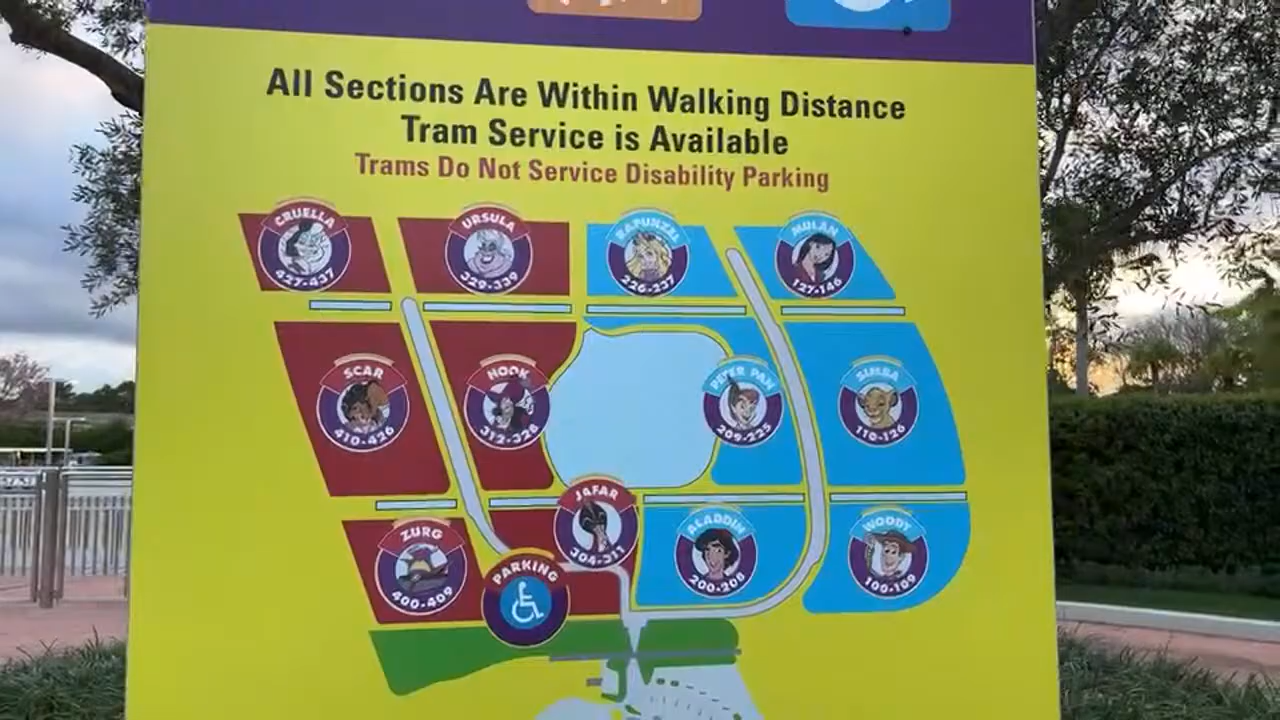 All Sections Are Within Walking Distance
Tram Service is Available
Trams Do Not Service Disability Parking
CRUELLA
427-437
URSULA
329-339
RAPUNZEL
226-237
MULAN
127-146
SCAR
410-426
HOOK
312-328
PETER PAN
209-225
SIMBA
110-126
ZURG
400-409
PARKING
JAFAR
304-311
ALADDIN
200-208
WOODY
100-109